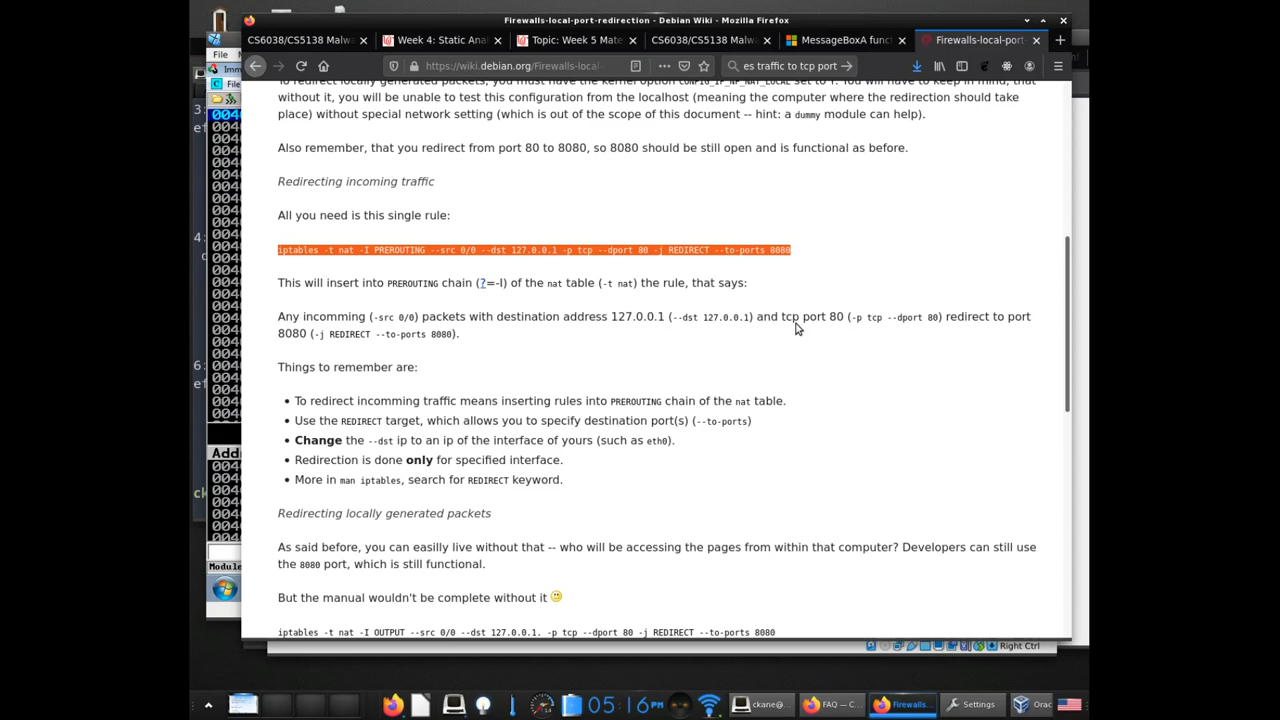 Firewalls-local-port-redirection - Debian Wiki - Mozilla Firefox
CS6038/CS5138 Malwa
Week 4: Static Anal
Topic: Week 5 Mate
CS6038/CS5138 Malwa
MessageBoxA funct
Firewalls-local-port-
https://wiki.debian.org/Firewalls-local-
es traffic to tcp port
File
Imm
File
without it, you will be unable to test this configuration from the localhost (meaning the computer where the redirection should take
place) without special network setting (which is out of the scope of this document -- hint: a dummy module can help).
Also remember, that you redirect from port 80 to 8080, so 8080 should be still open and is functional as before.
Redirecting incoming traffic
All you need is this single rule:
iptables -t nat -I PREROUTING --src 0/0 --dst 127.0.0.1 -p tcp --dport 80 -j REDIRECT --to-ports 8080
This will insert into PREROUTING chain (?=-I) of the nat table (-t nat) the rule, that says:
Any incomming (-src 0/0) packets with destination address 127.0.0.1 (--dst 127.0.0.1) and tcp port 80 (-p tcp --dport 80) redirect to port
8080 (-j REDIRECT --to-ports 8080).
Things to remember are:
• To redirect incomming traffic means inserting rules into PREROUTING chain of the nat table.
• Use the REDIRECT target, which allows you to specify destination port(s) (--to-ports)
• Change the --dst ip to an ip of the interface of yours (such as eth0).
• Redirection is done only for specified interface.
• More in man iptables, search for REDIRECT keyword.
Redirecting locally generated packets
As said before, you can easilly live without that -- who will be accessing the pages from within that computer? Developers can still use
the 8080 port, which is still functional.
But the manual wouldn't be complete without it
iptables -t nat -I OUTPUT --src 0/0 --dst 127.0.0.1. -p tcp --dport 80 -j REDIRECT --to-ports 8080
Addr
Module
Right Ctrl
05:16PM
ckane@...
FAQ — C...
Firewalls...
Settings
Orac